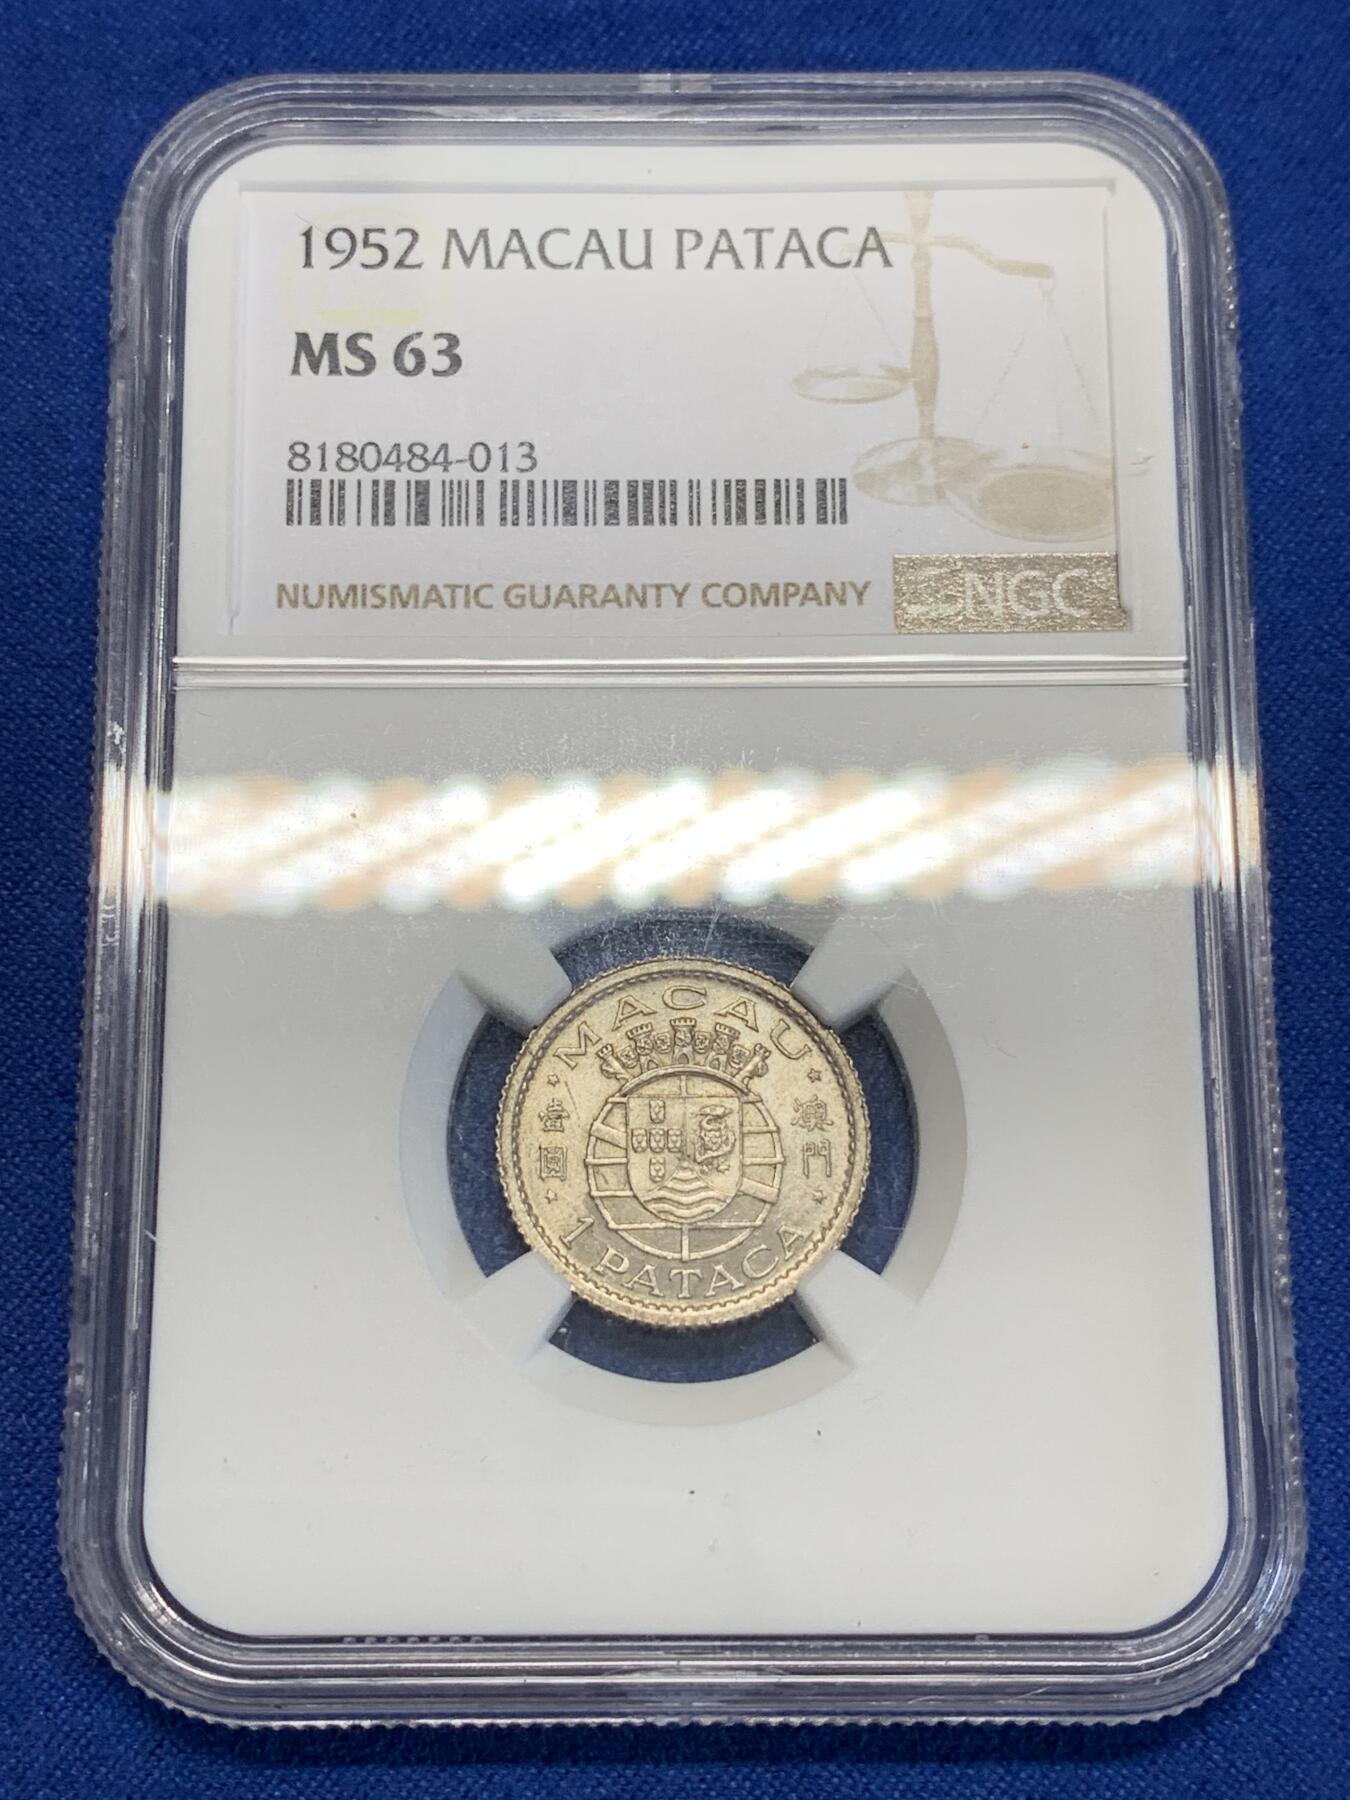 1952 MACAU PATACA
MS 63
8180484-013
NUMISMATIC GUARANTY COMPANY
NGC
MACAU
壹圓
澳門
1 PATACA